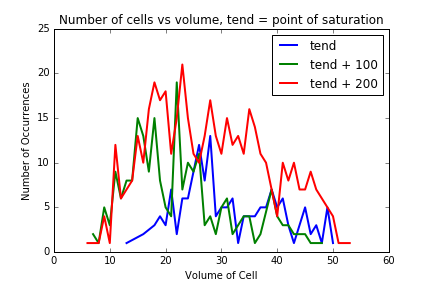 Number of cells vs volume, tend = point of saturation
25
20
15
10
5
0
Number of Occurrences
tend
tend + 100
tend + 200
0 10 20 30 40 50 60
Volume of Cell